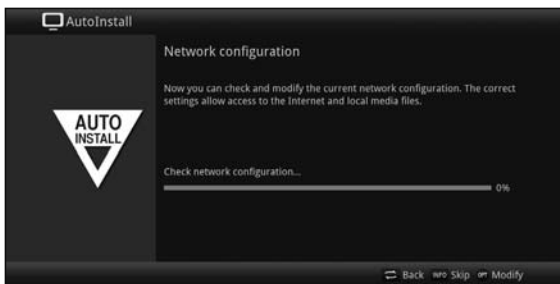 AutoInstall
Network configuration
Now you can check and modify the current network configuration. The correct
settings allow access to the Internet and local media files.
AUTO
INSTALL
Check network configuration...
0%
Back INFO Skip OPT Modify